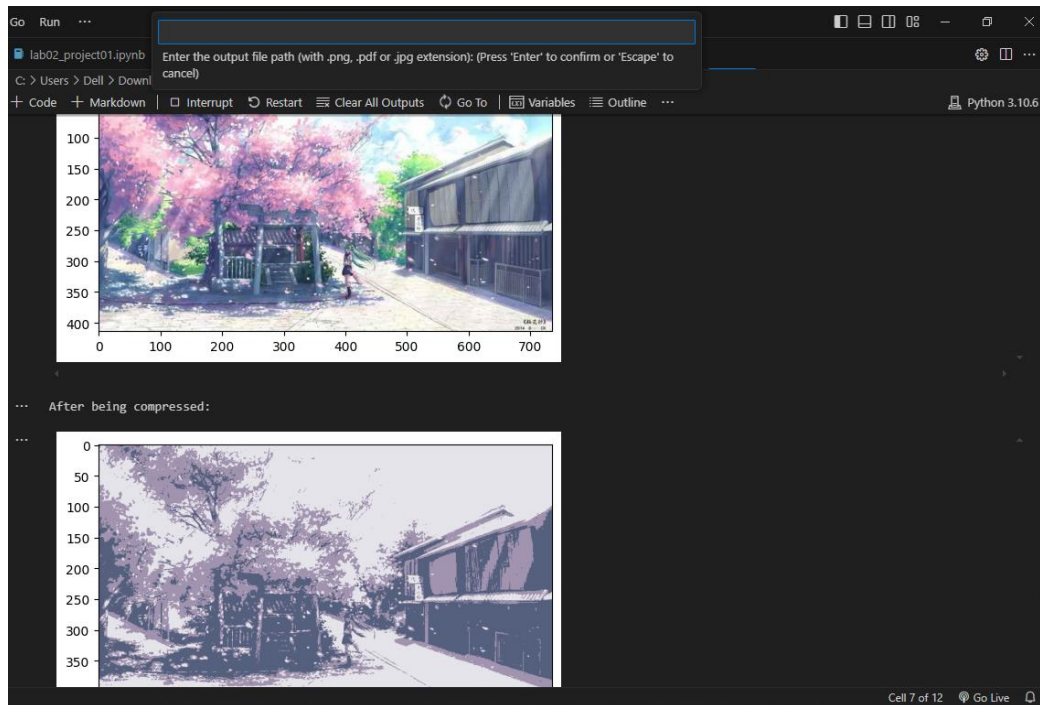 Go Run ...
lab02_project01.ipynb
Enter the output file path (with .png, .pdf or .jpg extension): (Press 'Enter' to confirm or 'Escape' to
cancel)
C: > Users > Dell > Downl
+ Code + Markdown | Interrupt Restart Clear All Outputs Go To | Variables Outline ...
Python 3.10.6
100
150
200
250
300
350
400
0 100 200 300 400 500 600 700
... After being compressed:
...
0
50
100
150
200
250
300
350
Cell 7 of 12 Go Live